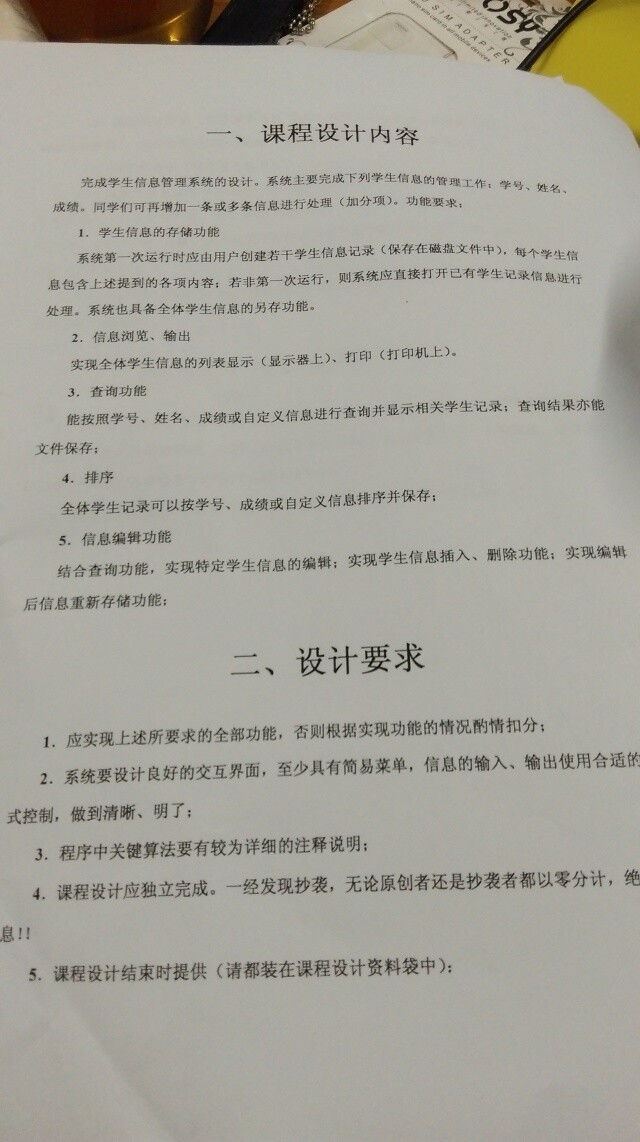 SIM ADAPTER
一、课程设计内容
完成学生信息管理系统的设计。系统主要完成下列学生信息的管理工作：学号、姓名、
成绩。同学们可再增加一条或多条信息进行处理（加分项）。功能要求：
1．学生信息的存储功能
系统第一次运行时应由用户创建若干学生信息记录（保存在磁盘文件中），每个学生信
息包含上述提到的各项内容；若非第一次运行，则系统应直接打开已有学生记录信息进行
处理。系统也具备全体学生信息的另存功能。
2．信息浏览、输出
实现全体学生信息的列表显示（显示器上）、打印（打印机上）。
3．查询功能
能按照学号、姓名、成绩或自定义信息进行查询并显示相关学生记录；查询结果亦能
文件保存；
4．排序
全体学生记录可以按学号、成绩或自定义信息排序并保存；
5．信息编辑功能
结合查询功能，实现特定学生信息的编辑；实现学生信息插入、删除功能；实现编辑
后信息重新存储功能；
二、设计要求
1．应实现上述所要求的全部功能，否则根据实现功能的情况酌情扣分；
2．系统要设计良好的交互界面，至少具有简易菜单，信息的输入、输出使用合适的
式控制，做到清晰、明了；
3．程序中关键算法要有较为详细的注释说明；
4．课程设计应独立完成。一经发现抄袭，无论原创者还是抄袭者都以零分计，绝
息!!
5．课程设计结束时提供（请都装在课程设计资料袋中）：